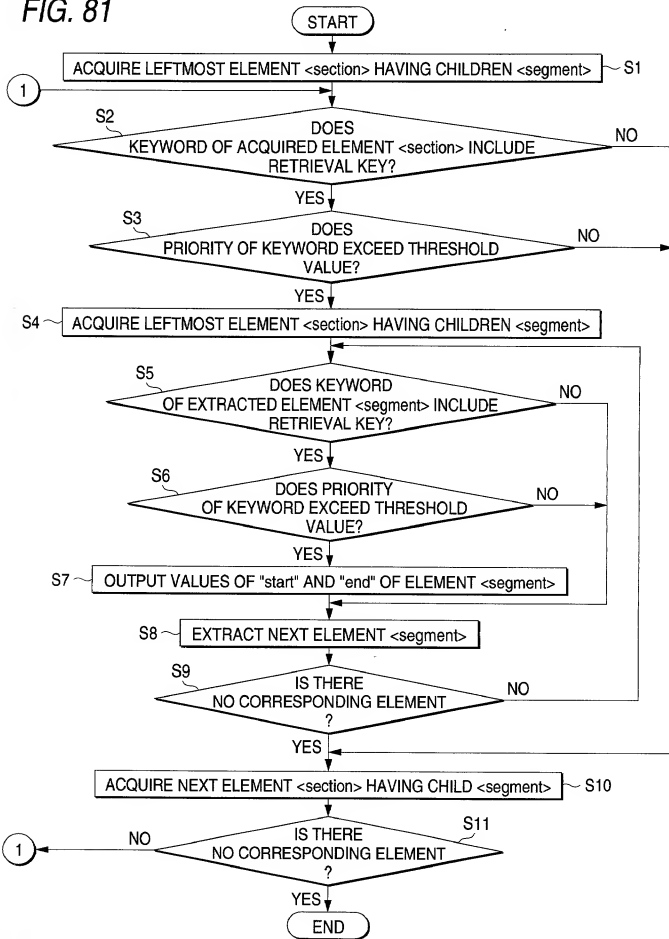 FIG. 81
START
ACQUIRE LEFTMOST ELEMENT <section> HAVING CHILDREN <segment>
S1
1
S2
DOES
KEYWORD OF ACQUIRED ELEMENT <section> INCLUDE
RETRIEVAL KEY?
NO
YES
S3
DOES
PRIORITY OF KEYWORD EXCEED THRESHOLD
VALUE?
NO
YES
S4
ACQUIRE LEFTMOST ELEMENT <section> HAVING CHILDREN <segment>
S5
DOES KEYWORD
OF EXTRACTED ELEMENT <segment> INCLUDE
RETRIEVAL KEY?
NO
YES
S6
DOES PRIORITY
OF KEYWORD EXCEED THRESHOLD
VALUE?
NO
YES
S7
OUTPUT VALUES OF "start" AND "end" OF ELEMENT <segment>
S8
EXTRACT NEXT ELEMENT <segment>
S9
IS THERE
NO CORRESPONDING ELEMENT
?
NO
YES
ACQUIRE NEXT ELEMENT <section> HAVING CHILD <segment>
S10
S11
IS THERE
NO CORRESPONDING ELEMENT
?
NO
1
YES
END